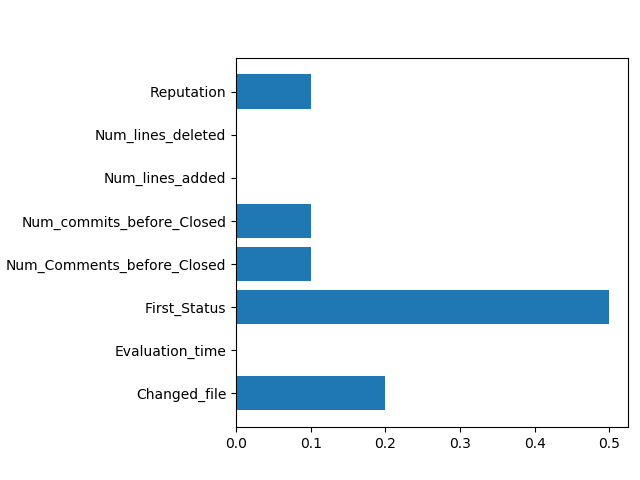 Reputation
Num_lines_deleted
Num_lines_added
Num_commits_before_Closed
Num_Comments_before_Closed
First_Status
Evaluation_time
Changed_file
0.0 0.1 0.2 0.3 0.4 0.5